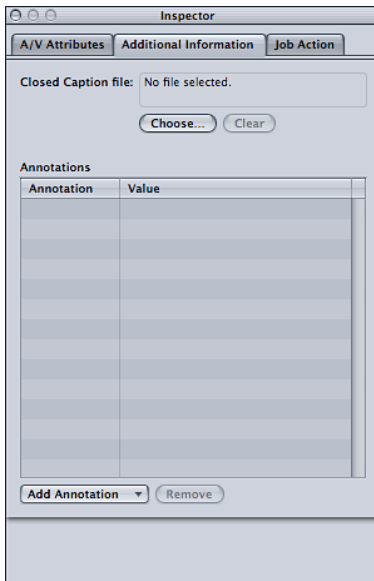 Inspector
A/V Attributes Additional Information Job Action
Closed Caption file: No file selected.
Choose... Clear
Annotations
Annotation Value
Add Annotation Remove